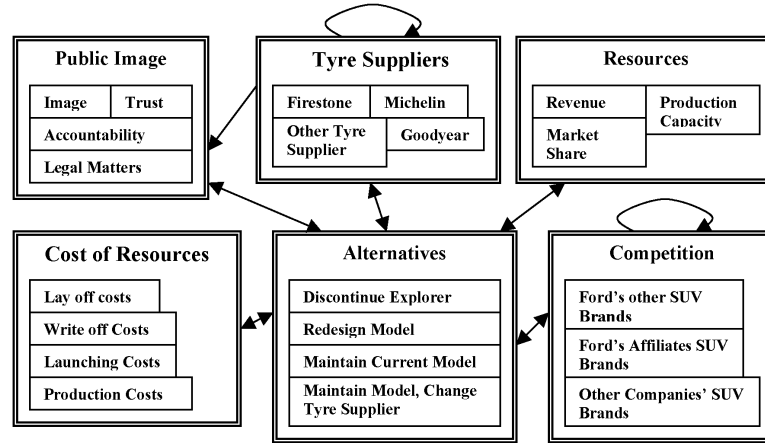 Public Image
Image
Trust
Accountability
Legal Matters
Tyre Suppliers
Firestone
Michelin
Other Tyre
Supplier
Goodyear
Resources
Revenue
Production
Capacity
Market
Share
Cost of Resources
Lay off costs
Write off Costs
Launching Costs
Production Costs
Alternatives
Discontinue Explorer
Redesign Model
Maintain Current Model
Maintain Model, Change
Tyre Supplier
Competition
Ford's other SUV
Brands
Ford's Affiliates SUV
Brands
Other Companies' SUV
Brands